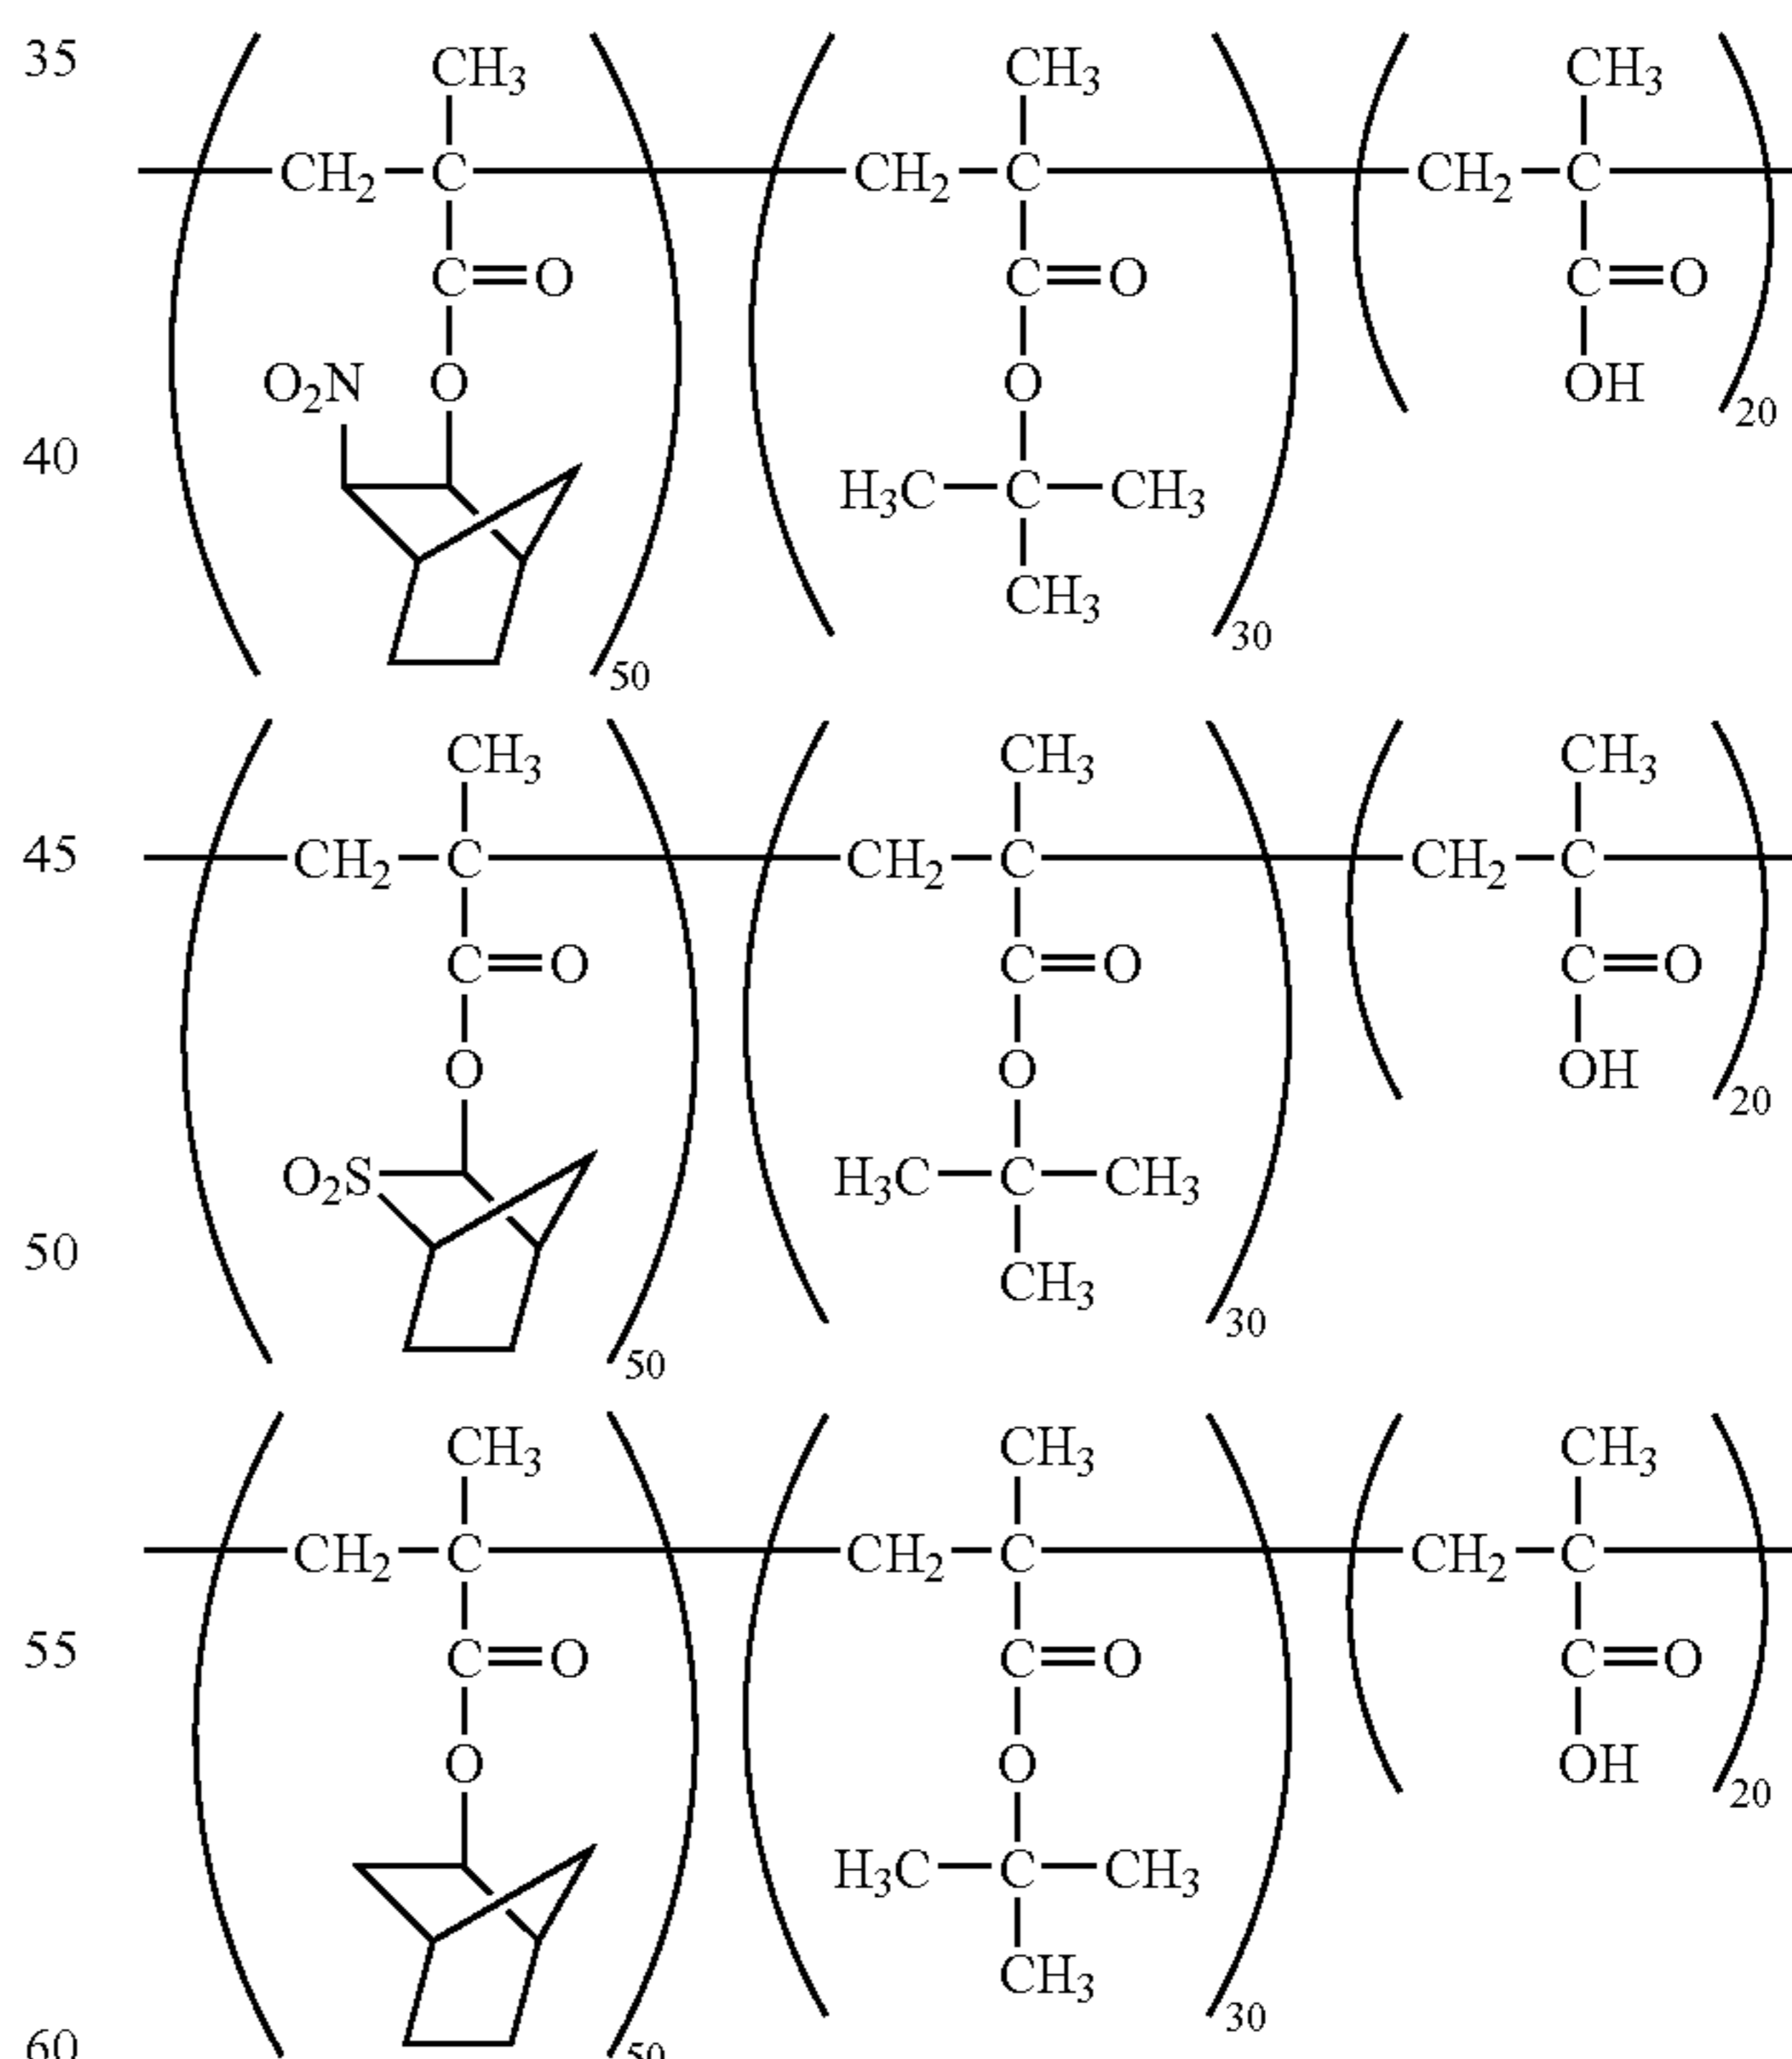 35 CH3 CH3 CH3
CH2 C CH2 C CH2 C
C=O C=O C=O
O2N O O OH 20
40 H3C C CH3
CH3 30
50
CH3 CH3 CH3
45 CH2 C CH2 C CH2 C
C=O C=O C=O
O O OH 20
50 O2S H3C C CH3
CH3 30
50
CH3 CH3 CH3
CH2 C CH2 C CH2 C
55 C=O C=O C=O
O O OH 20
H3C C CH3
CH3 30
60 50